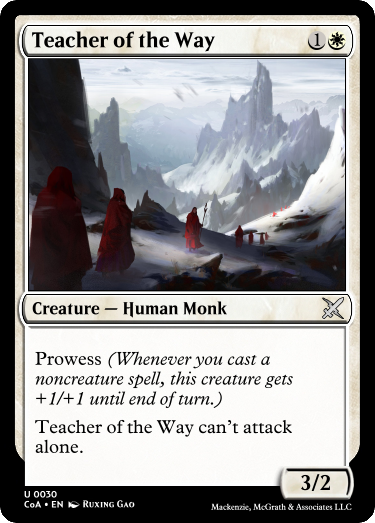 Teacher of the Way 1
Creature — Human Monk
Prowess (Whenever you cast a
noncreature spell, this creature gets
+1/+1 until end of turn.)
Teacher of the Way can't attack
alone.
3/2
U 0030
CoA • EN Ruxing Gao
Mackenzie, McGrath & Associates LLC